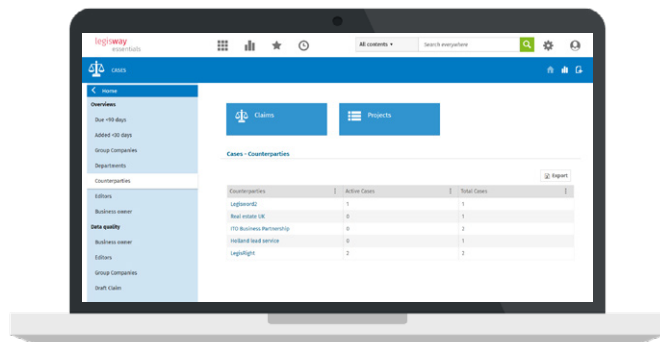 legisway
essentials
All contents
Search everywhere
CASES
Home
Overviews
Due <90 days
Added <30 days
Group Companies
Departments
Counterparties
Editors
Business owner
Data quality
Business owner
Editors
Group Companies
Draft Claim
Claims
Projects
Cases - Counterparties
Export
Counterparties Active Cases Total Cases
Legisword2 1 1
Real estate UK 0 1
ITO Business Partnership 0 2
Holland lead service 0 1
Legisflight 2 2